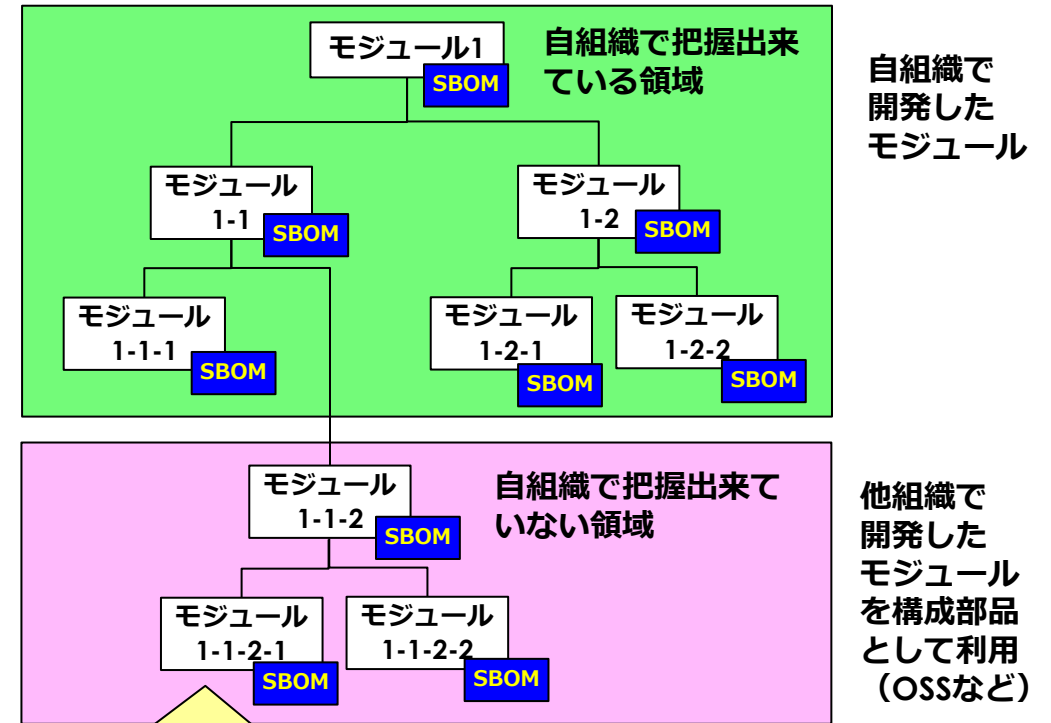 モジュール1
SBOM
自組織で把握出来
ている領域
自組織で
開発した
モジュール
モジュール
1-1
SBOM
モジュール
1-2
SBOM
モジュール
1-1-1
SBOM
モジュール
1-2-1
SBOM
モジュール
1-2-2
SBOM
モジュール
1-1-2
SBOM
自組織で把握出来て
いない領域
他組織で
開発した
モジュール
を構成部品
として利用
（OSSなど）
モジュール
1-1-2-1
SBOM
モジュール
1-1-2-2
SBOM